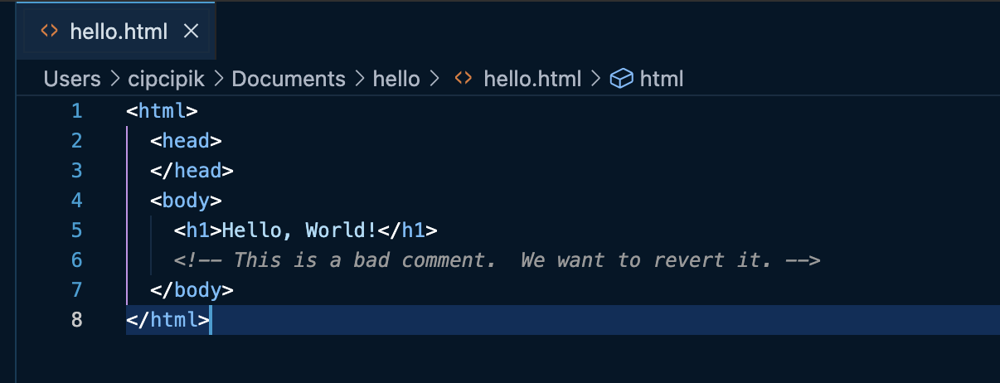 hello.html
Users > cipcipik > Documents > hello > hello.html > html
1 <html>
2   <head>
3   </head>
4   <body>
5     <h1>Hello, World!</h1>
6     <!-- This is a bad comment.  We want to revert it. -->
7   </body>
8 </html>